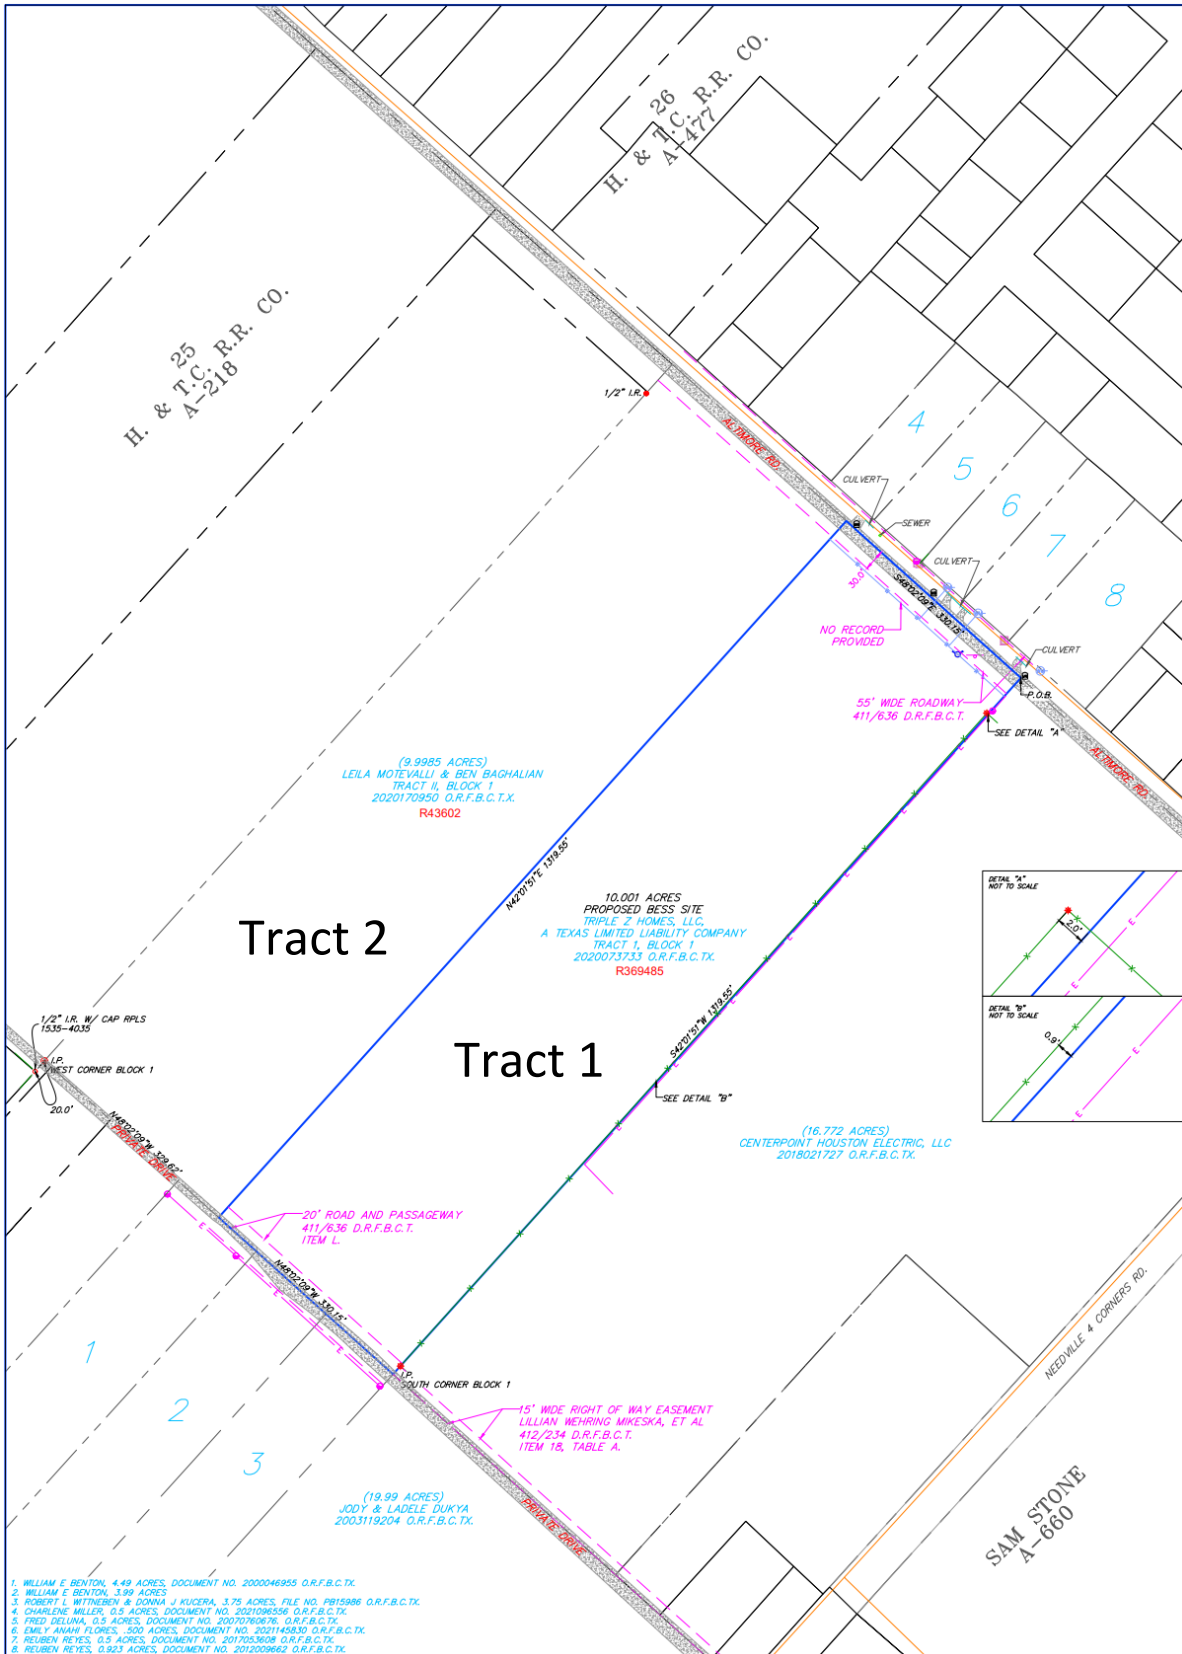 26
H. & T.C. R.R. CO.
A-477
25
H. & T.C. R.R. CO.
A-218
1/2" I.R.
ALTIMORE RD.
4
5
6
7
8
CULVERT
SEWER
CULVERT
CULVERT
30.0'
S48°02'09"E 330.15'
NO RECORD
PROVIDED
P.O.B.
55' WIDE ROADWAY
411/636 D.R.F.B.C.T.
SEE DETAIL "A"
ALTIMORE RD.
(9.9985 ACRES)
LEILA MOTEVALLI & BEN BAGHALIAN
TRACT II, BLOCK 1
2020170950 O.R.F.B.C.T.X.
R43602
N42°01'51"E 1319.55'
10.001 ACRES
PROPOSED BESS SITE
TRIPLE Z HOMES, LLC,
A TEXAS LIMITED LIABILITY COMPANY
TRACT 1, BLOCK 1
2020073733 O.R.F.B.C.TX.
R369485
DETAIL "A"
NOT TO SCALE
2.0'
E
DETAIL "B"
NOT TO SCALE
0.9'
E
E
Tract 2
Tract 1
S42°01'51"W 1319.55'
SEE DETAIL "B"
1/2" I.R. W/ CAP RPLS
1535-4035
I.P.
WEST CORNER BLOCK 1
20.0'
N48°02'09"W 329.62'
PRIVATE DRIVE
(16.772 ACRES)
CENTERPOINT HOUSTON ELECTRIC, LLC
2018021727 O.R.F.B.C.TX.
20' ROAD AND PASSAGEWAY
411/636 D.R.F.B.C.T.
ITEM L.
N48°02'09"W 330.15'
E
E
E
NEEDVILLE 4 CORNERS RD.
1
2
3
I.P.
SOUTH CORNER BLOCK 1
15' WIDE RIGHT OF WAY EASEMENT
LILLIAN WEHRING MIKESKA, ET AL
412/234 D.R.F.B.C.T.
ITEM 18, TABLE A.
(19.99 ACRES)
JODY & LADELE DUKYA
2003119204 O.R.F.B.C.TX.
PRIVATE DRIVE
SAM STONE
A-660
1. WILLIAM E BENTON, 4.49 ACRES, DOCUMENT NO. 2000046955 O.R.F.B.C.TX.
2. WILLIAM E BENTON, 3.99 ACRES
3. ROBERT L WITTNEBEN & DONNA J KUCERA, 3.75 ACRES, FILE NO. PB15986 O.R.F.B.C.TX.
4. CHARLENE MILLER, 0.5 ACRES, DOCUMENT NO. 2021096556 O.R.F.B.C.TX.
5. FRED DELUNA, 0.5 ACRES, DOCUMENT NO. 20070760676. O.R.F.B.C.TX.
6. EMILY ANAHI FLORES, .500 ACRES, DOCUMENT NO. 2021145830 O.R.F.B.C.TX.
7. REUBEN REYES, 0.5 ACRES, DOCUMENT NO. 2017053608 O.R.F.B.C.TX.
8. REUBEN REYES, 0.923 ACRES, DOCUMENT NO. 2012009662 O.R.F.B.C.TX.